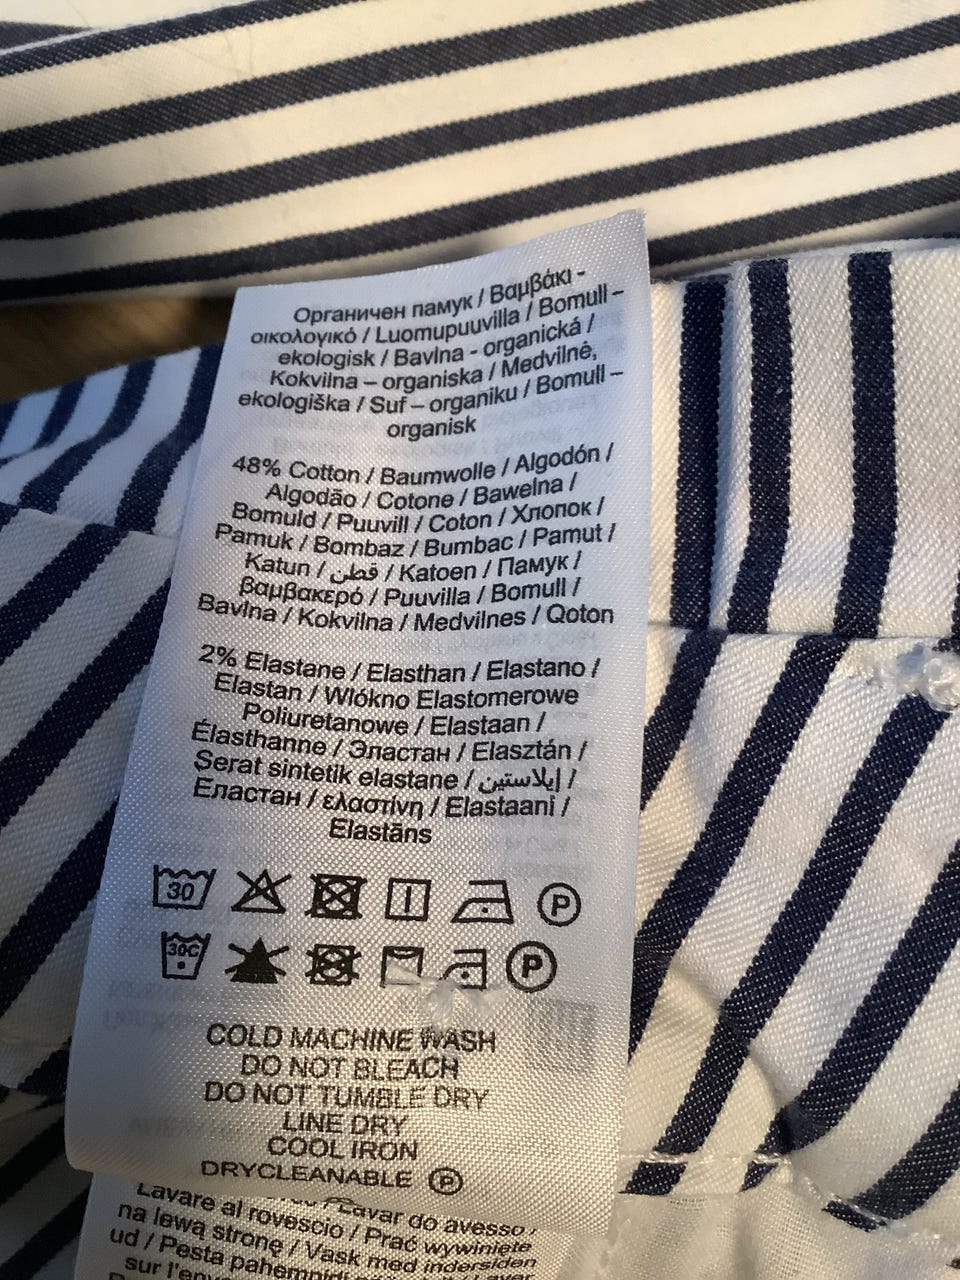 Органичен памук / Βαμβάκι -
οικολογικό / Luomupuuvilla / Bomull –
ekologisk / Bavlna - organická /
Kokvilna – organiska / Medvilnė,
ekologiška / Suf – organiku / Bomull –
organisk
48% Cotton / Baumwolle / Algodón /
Algodão / Cotone / Bawełna /
Bomuld / Puuvill / Coton / Хлопок /
Pamuk / Bombaz / Bumbac / Pamut /
Katun / قطن / Katoen / Памук /
βαμβακερό / Puuvilla / Bomull /
Bavlna / Kokvilna / Medvilnes / Qoton
2% Elastane / Elasthan / Elastano /
Elastan / Włókno Elastomerowe
Poliuretanowe / Elastaan /
Élasthanne / Эластан / Elasztán /
Serat sintetik elastane / إيلاستين /
Еластан / ελαστίνη / Elastaani /
Elastāns
30 P
30C P
COLD MACHINE WASH
DO NOT BLEACH
DO NOT TUMBLE DRY
LINE DRY
COOL IRON
DRYCLEANABLE P
Lavare al rovescio / Lavar do avesso /
na lewą stronę / Prać wywinięte
ud / Pesta pahempidi / Vask med indersiden
sur l'env